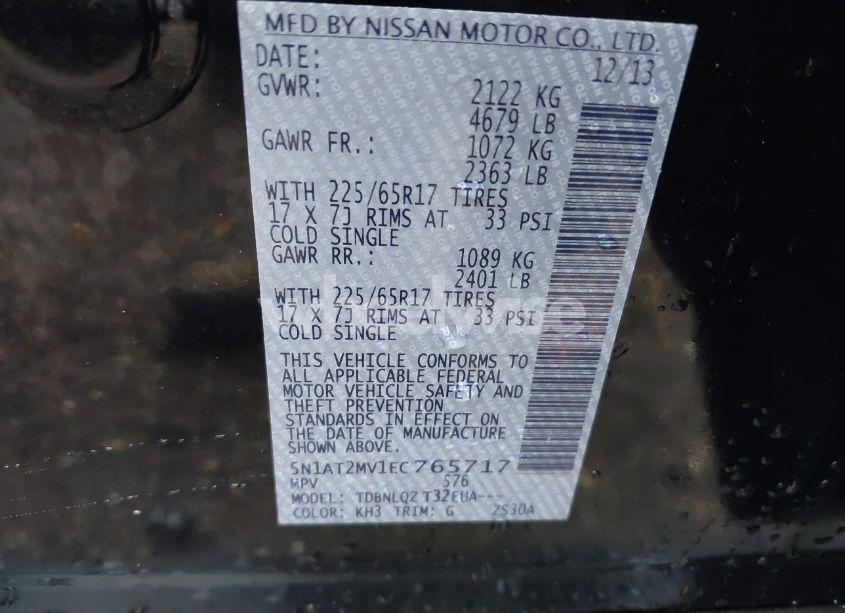 MFD BY NISSAN MOTOR CO., LTD.
DATE: 12/13
GVWR: 2122 KG
4679 LB
GAWR FR.: 1072 KG
2363 LB
WITH 225/65R17 TIRES
17 X 7J RIMS AT 33 PSI
COLD SINGLE
GAWR RR.: 1089 KG
2401 LB
WITH 225/65R17 TIRES
17 X 7J RIMS AT 33 PSI
COLD SINGLE
THIS VEHICLE CONFORMS TO
ALL APPLICABLE FEDERAL
MOTOR VEHICLE SAFETY AND
THEFT PREVENTION
STANDARDS IN EFFECT ON
THE DATE OF MANUFACTURE
SHOWN ABOVE.
5N1AT2MV1EC765717
MPV 576
MODEL: TDBNLQZ T32EUA---
COLOR: KH3 TRIM: G ZS30A